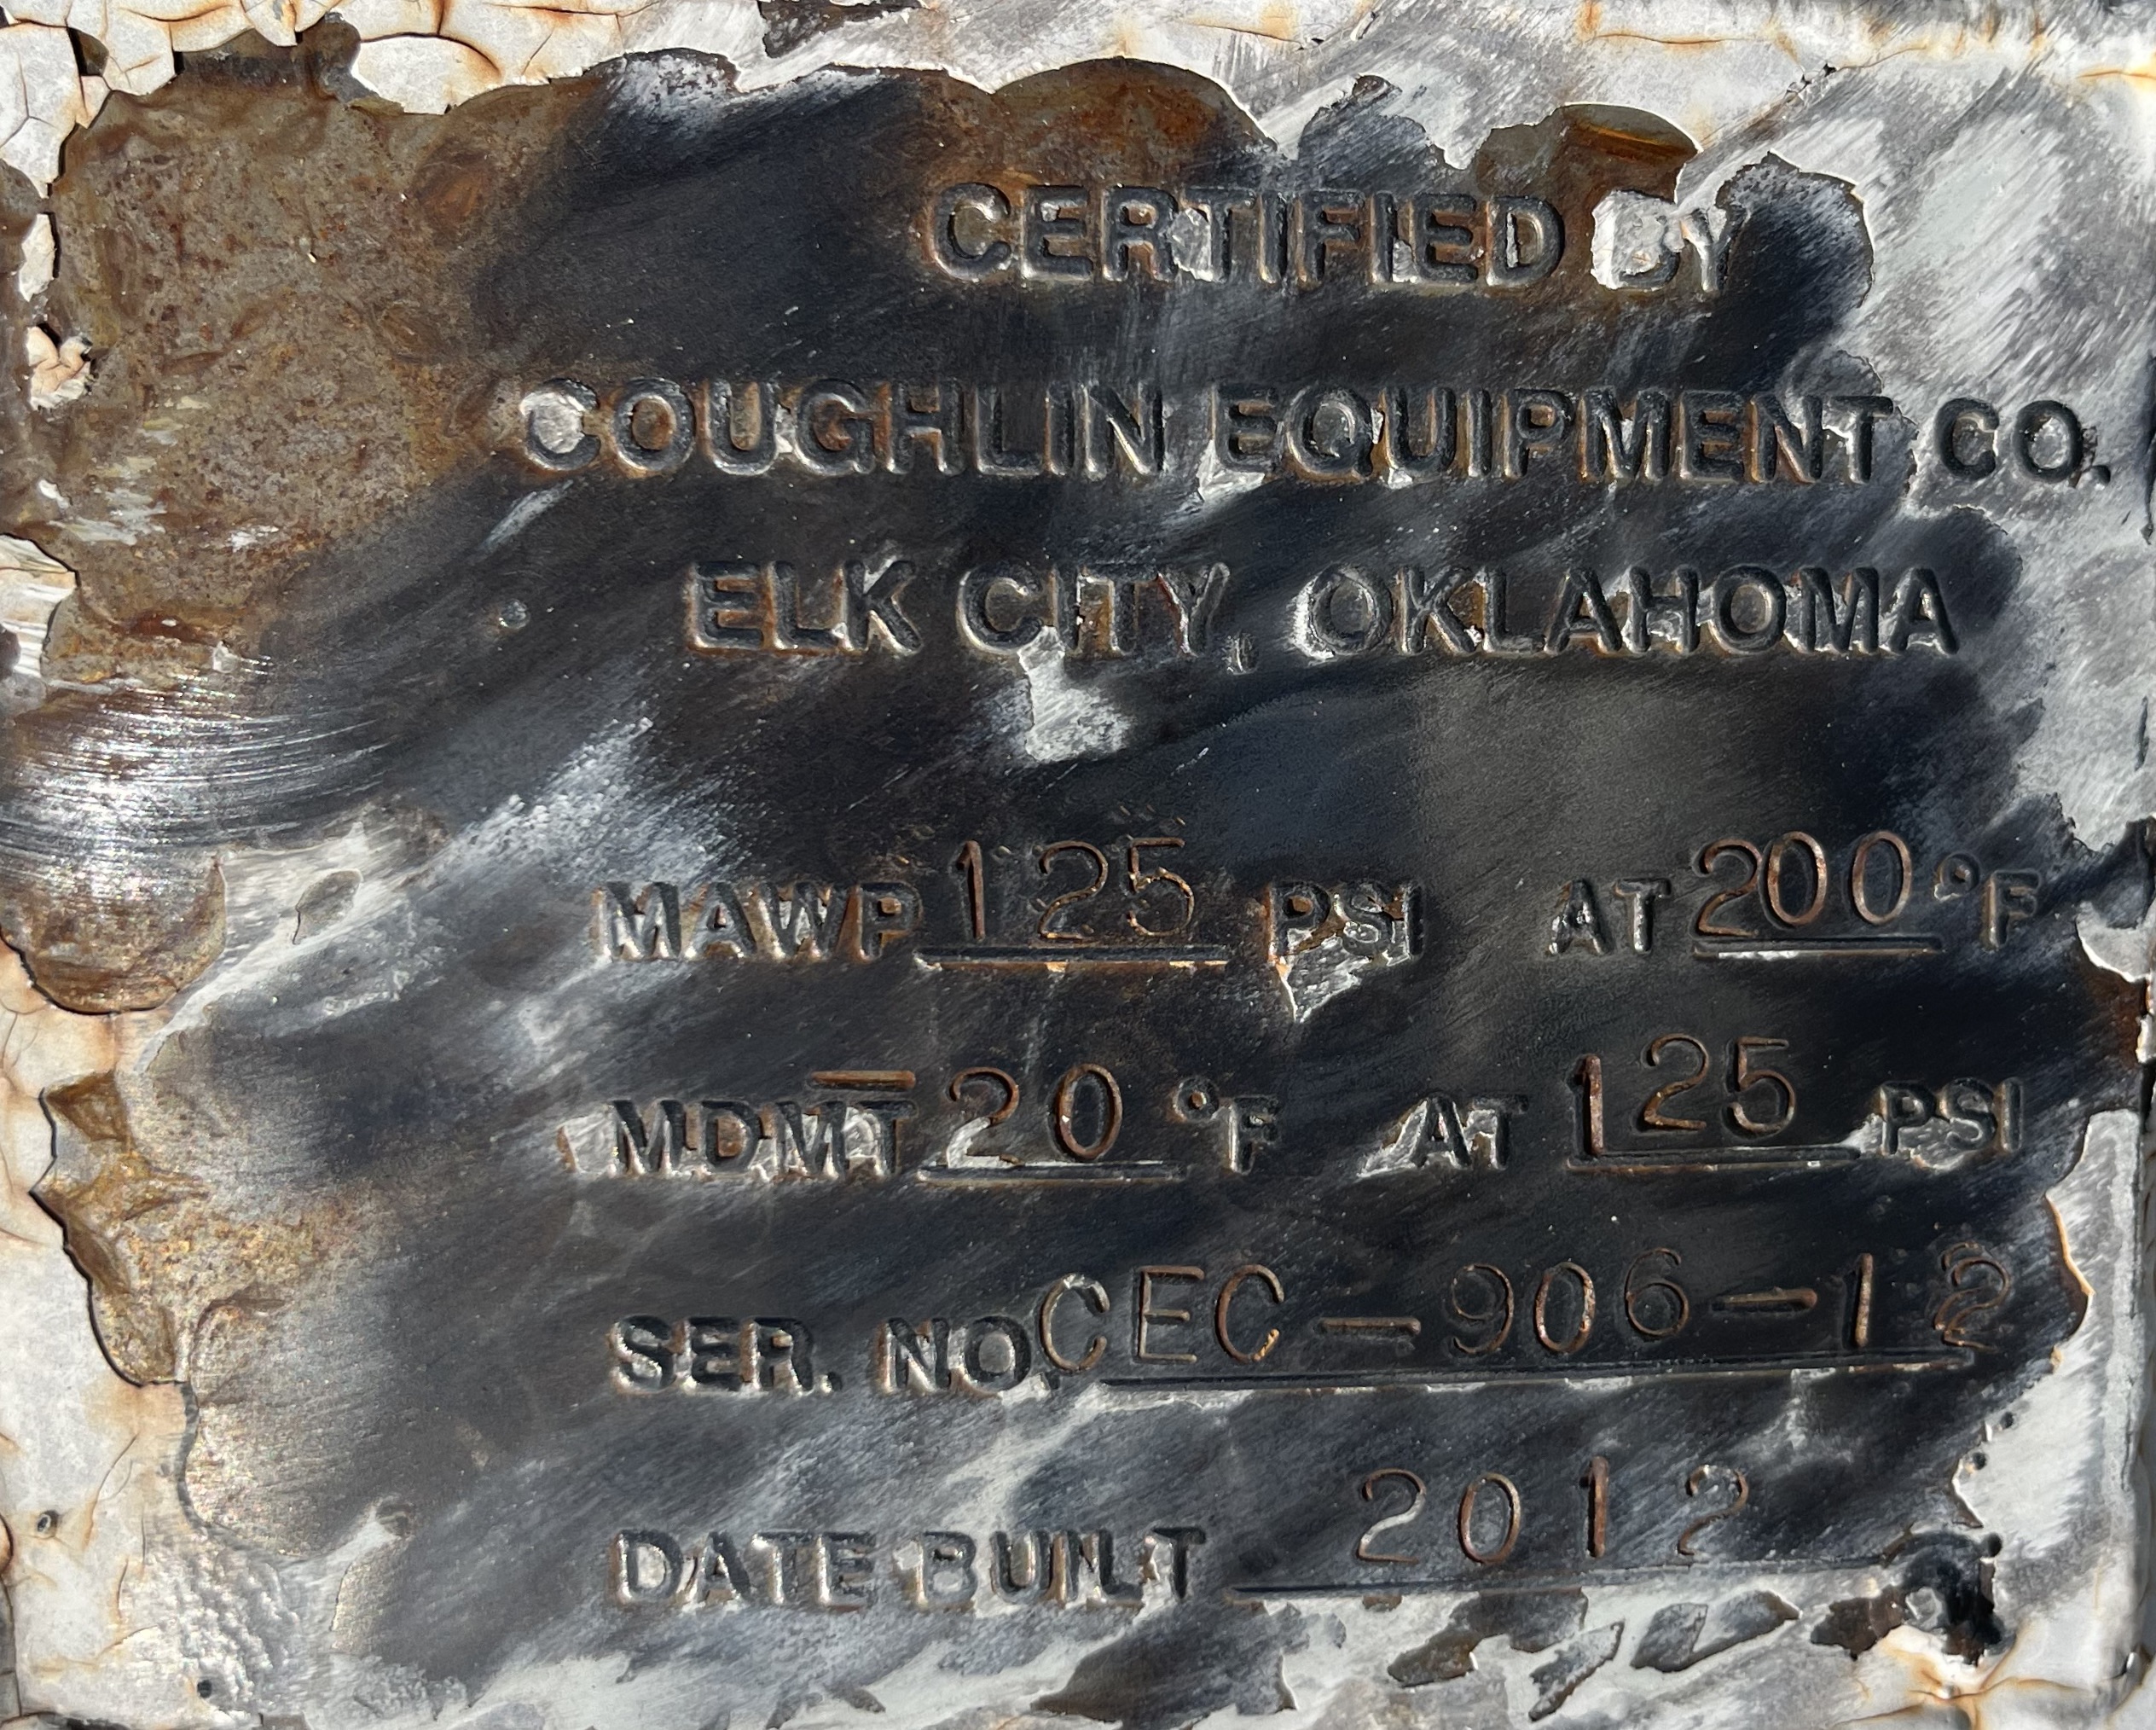 CERTIFIED BY
COUGHLIN EQUIPMENT CO.
ELK CITY, OKLAHOMA
MAWP 125 PSI AT 200 °F
MDMT -20 °F AT 125 PSI
SER. NO. CEC-906-12
DATE BUILT 2012